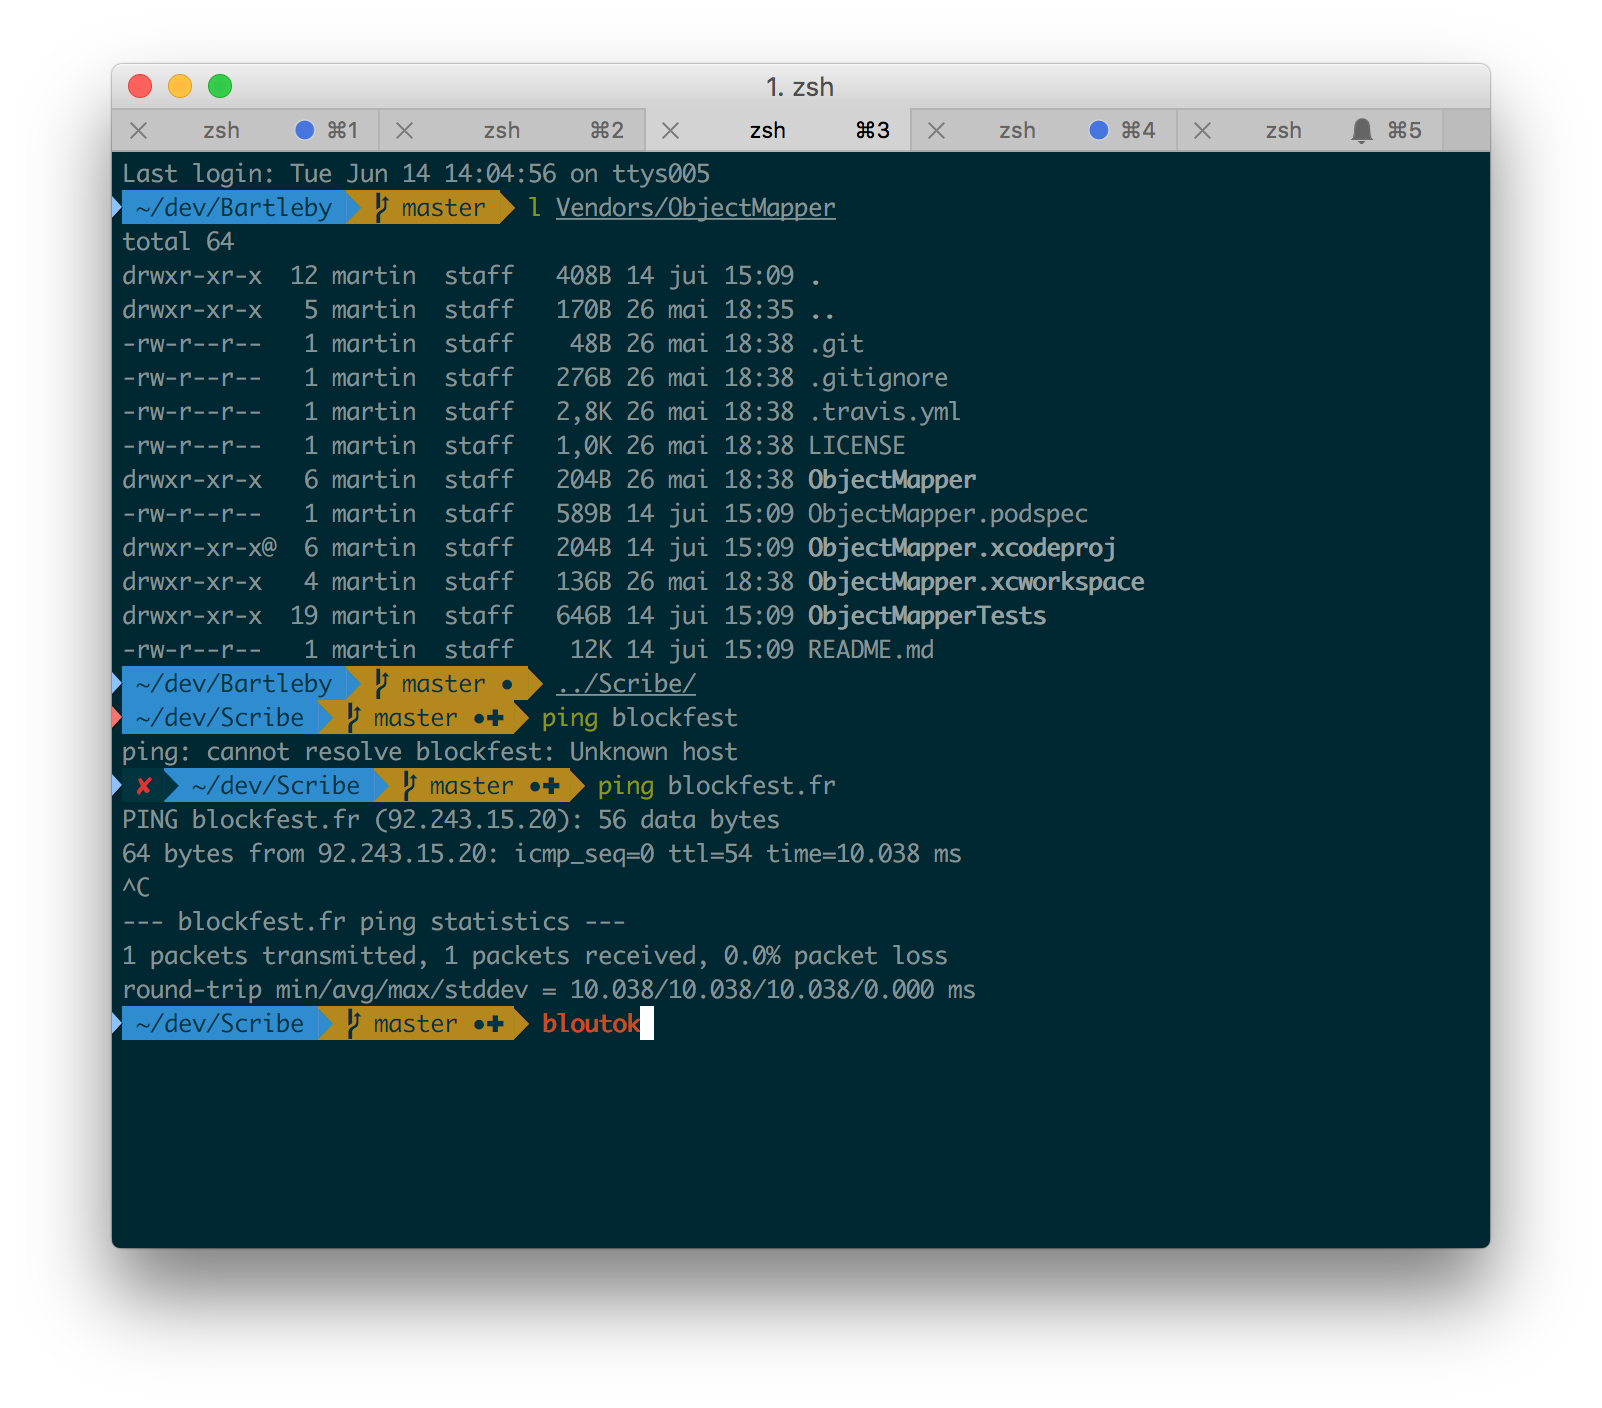 1. zsh
zsh ⌘1 zsh ⌘2 zsh ⌘3 zsh ⌘4 zsh ⌘5
Last login: Tue Jun 14 14:04:56 on ttys005
~/dev/Bartleby master l Vendors/ObjectMapper
total 64
drwxr-xr-x  12 martin  staff   408B 14 jui 15:09 .
drwxr-xr-x   5 martin  staff   170B 26 mai 18:35 ..
-rw-r--r--   1 martin  staff    48B 26 mai 18:38 .git
-rw-r--r--   1 martin  staff   276B 26 mai 18:38 .gitignore
-rw-r--r--   1 martin  staff   2,8K 26 mai 18:38 .travis.yml
-rw-r--r--   1 martin  staff   1,0K 26 mai 18:38 LICENSE
drwxr-xr-x   6 martin  staff   204B 26 mai 18:38 ObjectMapper
-rw-r--r--   1 martin  staff   589B 14 jui 15:09 ObjectMapper.podspec
drwxr-xr-x@  6 martin  staff   204B 14 jui 15:09 ObjectMapper.xcodeproj
drwxr-xr-x   4 martin  staff   136B 26 mai 18:38 ObjectMapper.xcworkspace
drwxr-xr-x  19 martin  staff   646B 14 jui 15:09 ObjectMapperTests
-rw-r--r--   1 martin  staff    12K 14 jui 15:09 README.md
~/dev/Bartleby master ● ../Scribe/
~/dev/Scribe master ●✚ ping blockfest
ping: cannot resolve blockfest: Unknown host
✘ ~/dev/Scribe master ●✚ ping blockfest.fr
PING blockfest.fr (92.243.15.20): 56 data bytes
64 bytes from 92.243.15.20: icmp_seq=0 ttl=54 time=10.038 ms
^C
--- blockfest.fr ping statistics ---
1 packets transmitted, 1 packets received, 0.0% packet loss
round-trip min/avg/max/stddev = 10.038/10.038/10.038/0.000 ms
~/dev/Scribe master ●✚ bloutok